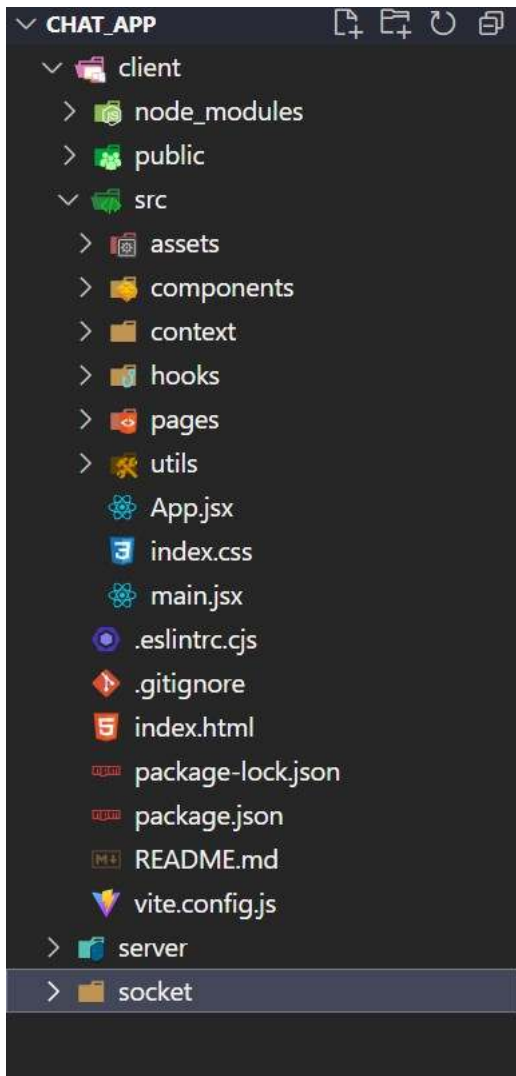 CHAT_APP
client
node_modules
public
src
assets
components
context
hooks
pages
utils
App.jsx
index.css
main.jsx
.eslintrc.cjs
.gitignore
index.html
package-lock.json
package.json
README.md
vite.config.js
server
socket